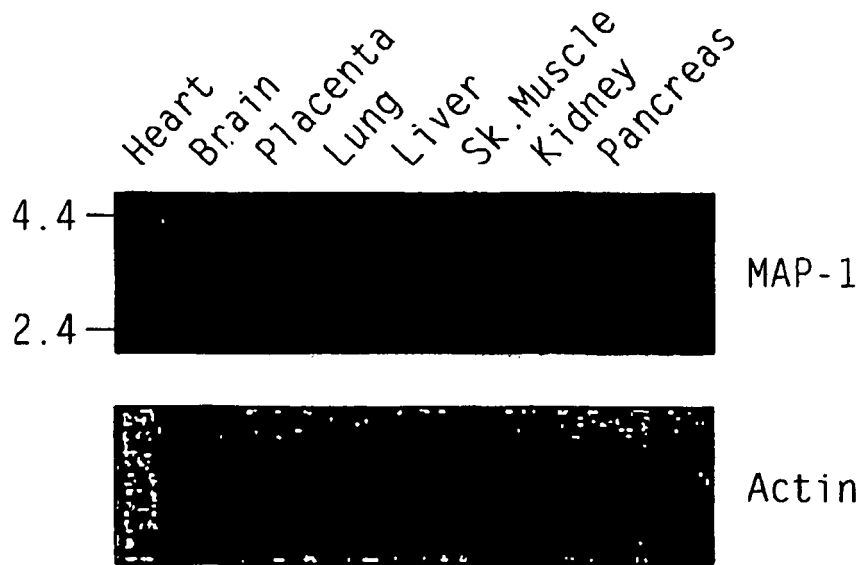 Heart
Brain
Placenta
Lung
Liver
Sk.Muscle
Kidney
Pancreas
4.4
MAP-1
2.4
Actin